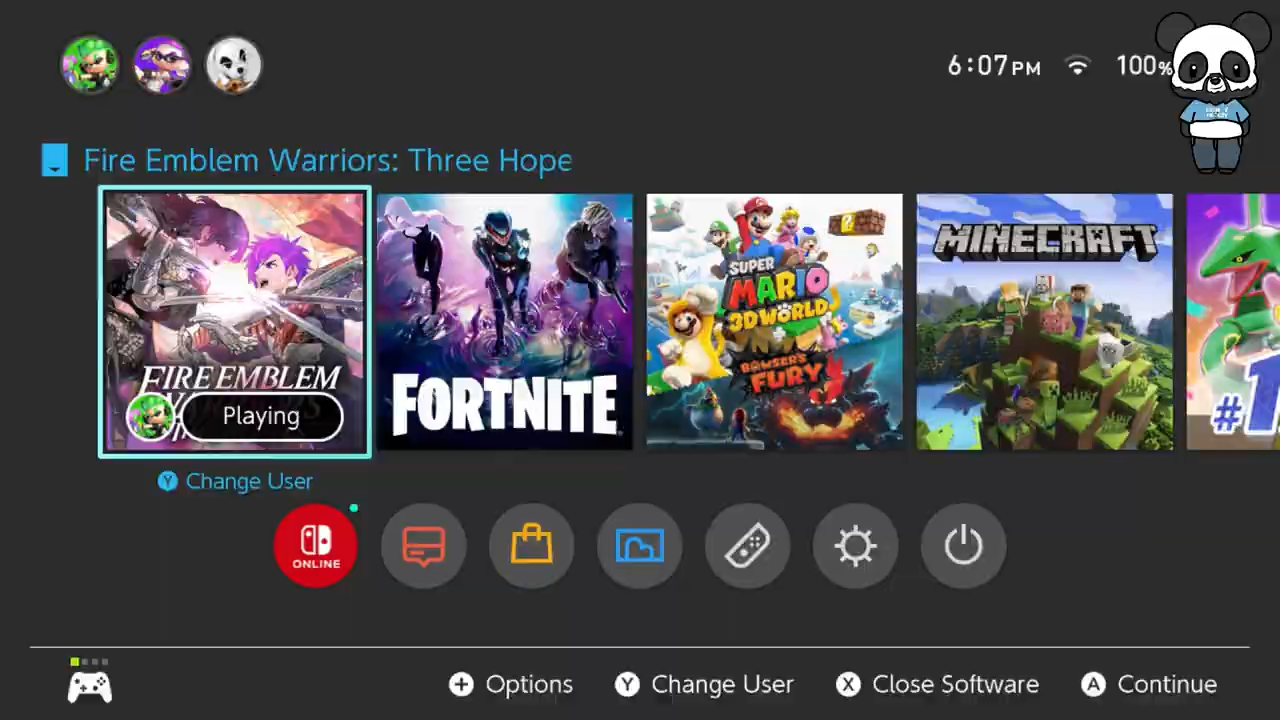 6:07PM 100%
Fire Emblem Warriors: Three Hope
FIRE EMBLEM
Playing
FORTNITE
SUPER
MARIO
3D WORLD
BOWSER'S
FURY
MINECRAFT
#1
Y Change User
ONLINE
+ Options Y Change User X Close Software A Continue